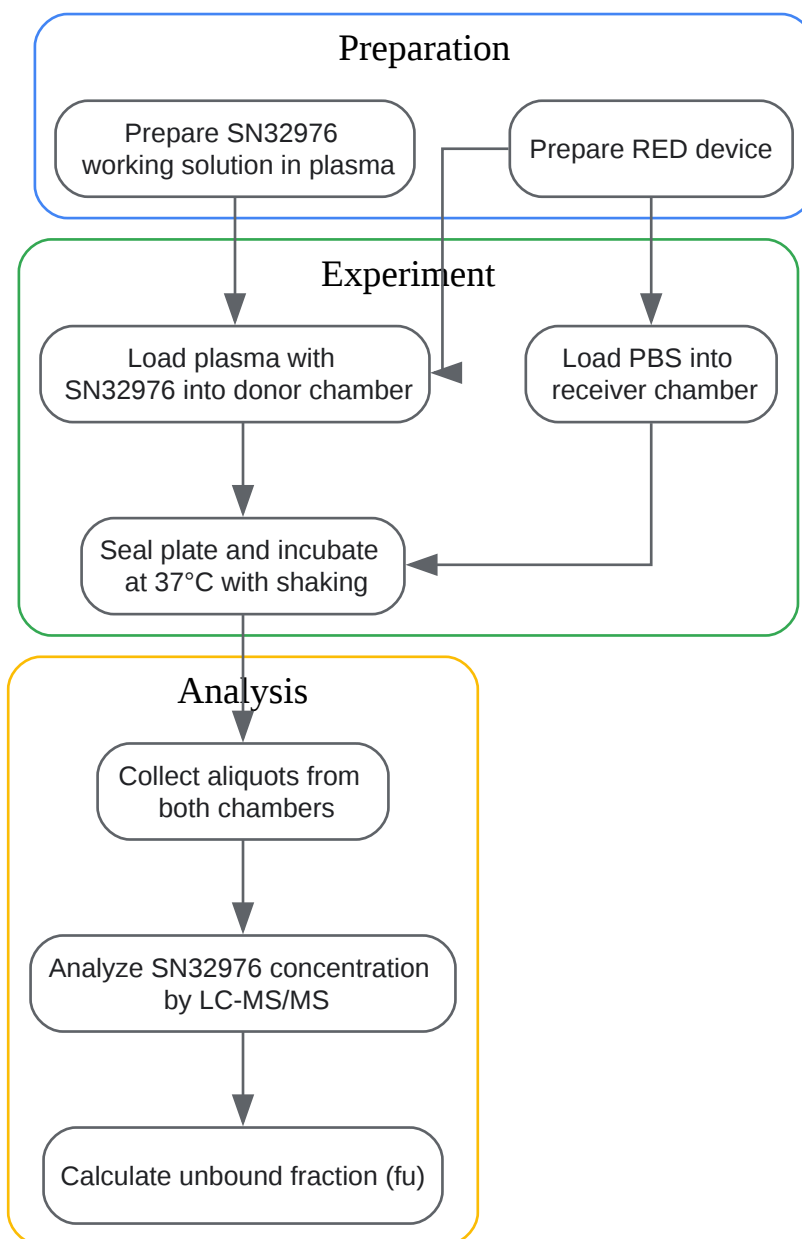 Preparation
Prepare SN32976
working solution in plasma
Prepare RED device
Experiment
Load plasma with
SN32976 into donor chamber
Load PBS into
receiver chamber
Seal plate and incubate
at 37°C with shaking
Analysis
Collect aliquots from
both chambers
Analyze SN32976 concentration
by LC-MS/MS
Calculate unbound fraction (fu)